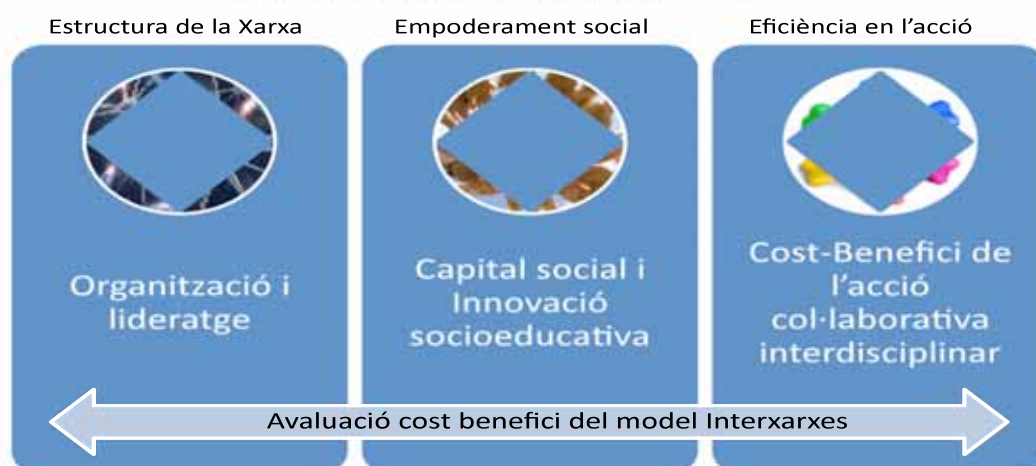 Estructura de la Xarxa
Empoderament social
Eficiència en l’acció
Organització i
lideratge
Capital social i
Innovació
socioeducativa
Cost-Benefici de
l’acció
col·laborativa
interdisciplinar
Avaluació cost benefici del model Interxarxes